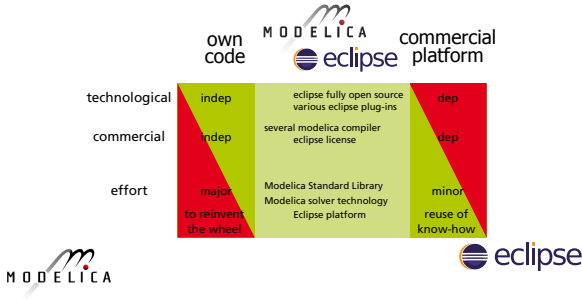 MODELICA
own
code
eclipse
commercial
platform
technological
indep
eclipse fully open source
various eclipse plug-ins
dep
commercial
indep
several modelica compiler
eclipse license
dep
effort
major
Modelica Standard Library
Modelica solver technology
minor
to reinvent
the wheel
Eclipse platform
reuse of
know-how
MODELICA
eclipse